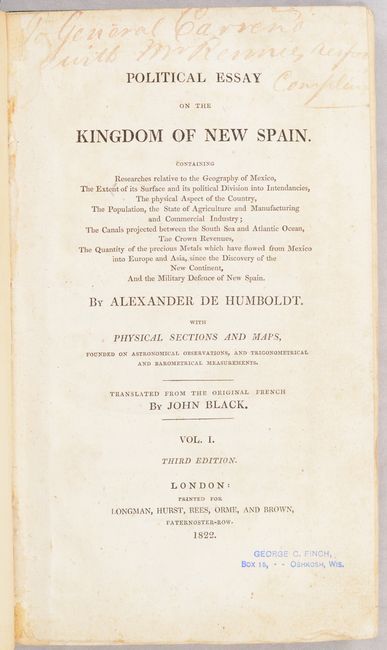 To General
with
POLITICAL ESSAY
ON THE
KINGDOM OF NEW SPAIN.
CONTAINING
Researches relative to the Geography of Mexico,
The Extent of its Surface and its political Division into Intendancies,
The physical Aspect of the Country,
The Population, the State of Agriculture and Manufacturing
and Commercial Industry;
The Canals projected between the South Sea and Atlantic Ocean,
The Crown Revenues,
The Quantity of the precious Metals which have flowed from Mexico
into Europe and Asia, since the Discovery of the
New Continent,
And the Military Defence of New Spain.
By ALEXANDER DE HUMBOLDT.
WITH
PHYSICAL SECTIONS AND MAPS,
FOUNDED ON ASTRONOMICAL OBSERVATIONS, AND TRIGONOMETRICAL
AND BAROMETRICAL MEASUREMENTS.
TRANSLATED FROM THE ORIGINAL FRENCH
By JOHN BLACK.
VOL. I.
THIRD EDITION.
LONDON:
PRINTED FOR
LONGMAN, HURST, REES, ORME, AND BROWN,
PATERNOSTER-ROW.
1822.
GEORGE C. FINCH,
BOX 15, - - OSHKOSH, WIS.